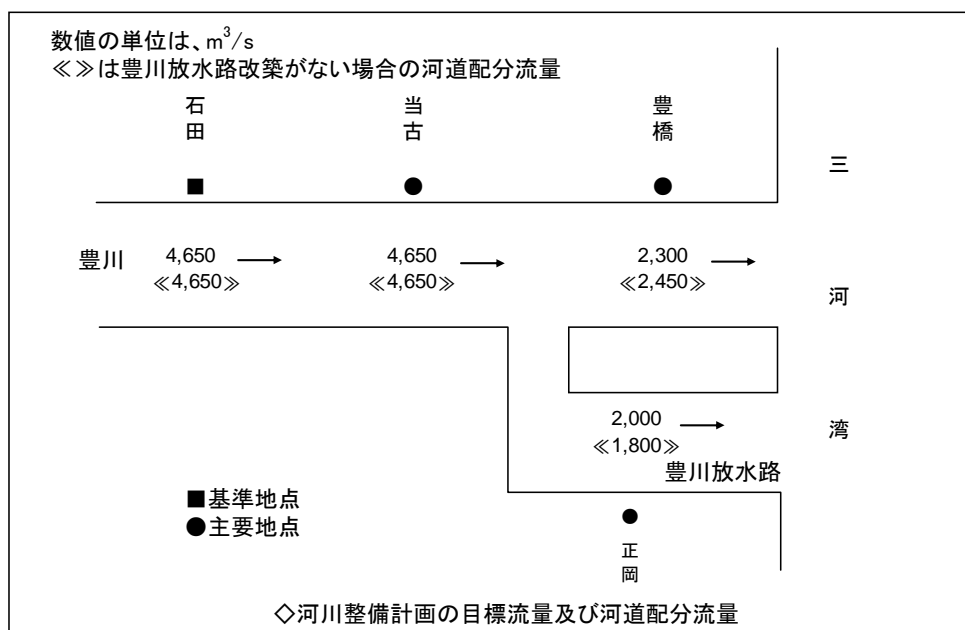 数値の単位は、m³/s
≪≫は豊川放水路改築がない場合の河道配分流量
石田
当古
豊橋
三河湾
豊川
4,650
≪4,650≫
4,650
≪4,650≫
2,300
≪2,450≫
2,000
≪1,800≫
豊川放水路
■基準地点
●主要地点
正岡
◇河川整備計画の目標流量及び河道配分流量